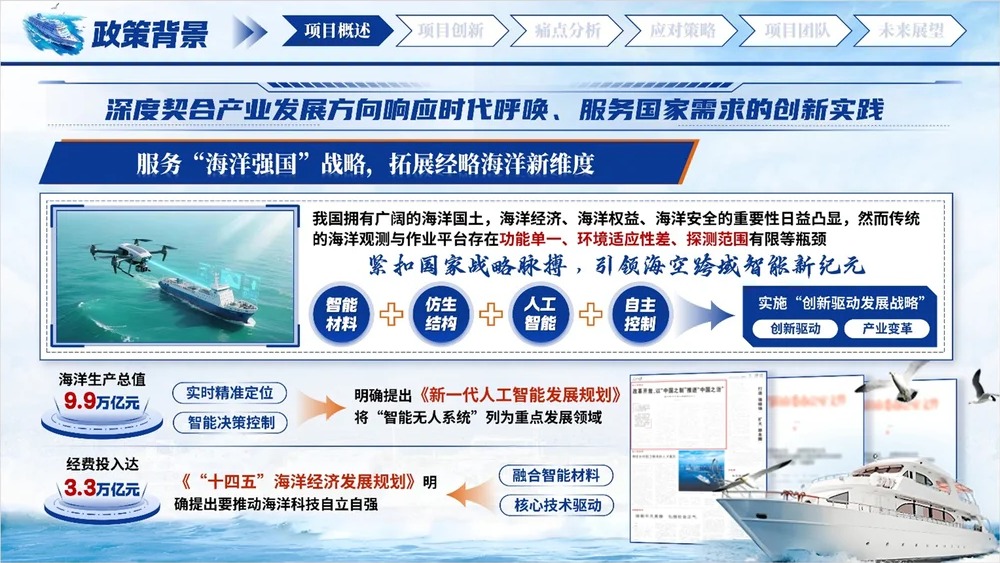 政策背景
项目概述
项目创新
痛点分析
应对策略
项目团队
未来展望
深度契合产业发展方向响应时代呼唤、服务国家需求的创新实践
服务“海洋强国”战略，拓展经略海洋新维度
我国拥有广阔的海洋国土，海洋经济、海洋权益、海洋安全的重要性日益凸显，然而传统
的海洋观测与作业平台存在功能单一、环境适应性差、探测范围有限等瓶颈
紧扣国家战略脉搏，引领海空跨域智能新纪元
智能
材料
仿生
结构
人工
智能
自主
控制
实施“创新驱动发展战略”
创新驱动
产业变革
海洋生产总值
9.9万亿元
实时精准定位
智能决策控制
明确提出《新一代人工智能发展规划》
将“智能无人系统”列为重点发展领域
经费投入达
3.3万亿元
《“十四五”海洋经济发展规划》明
确提出要推动海洋科技自立自强
融合智能材料
核心技术驱动